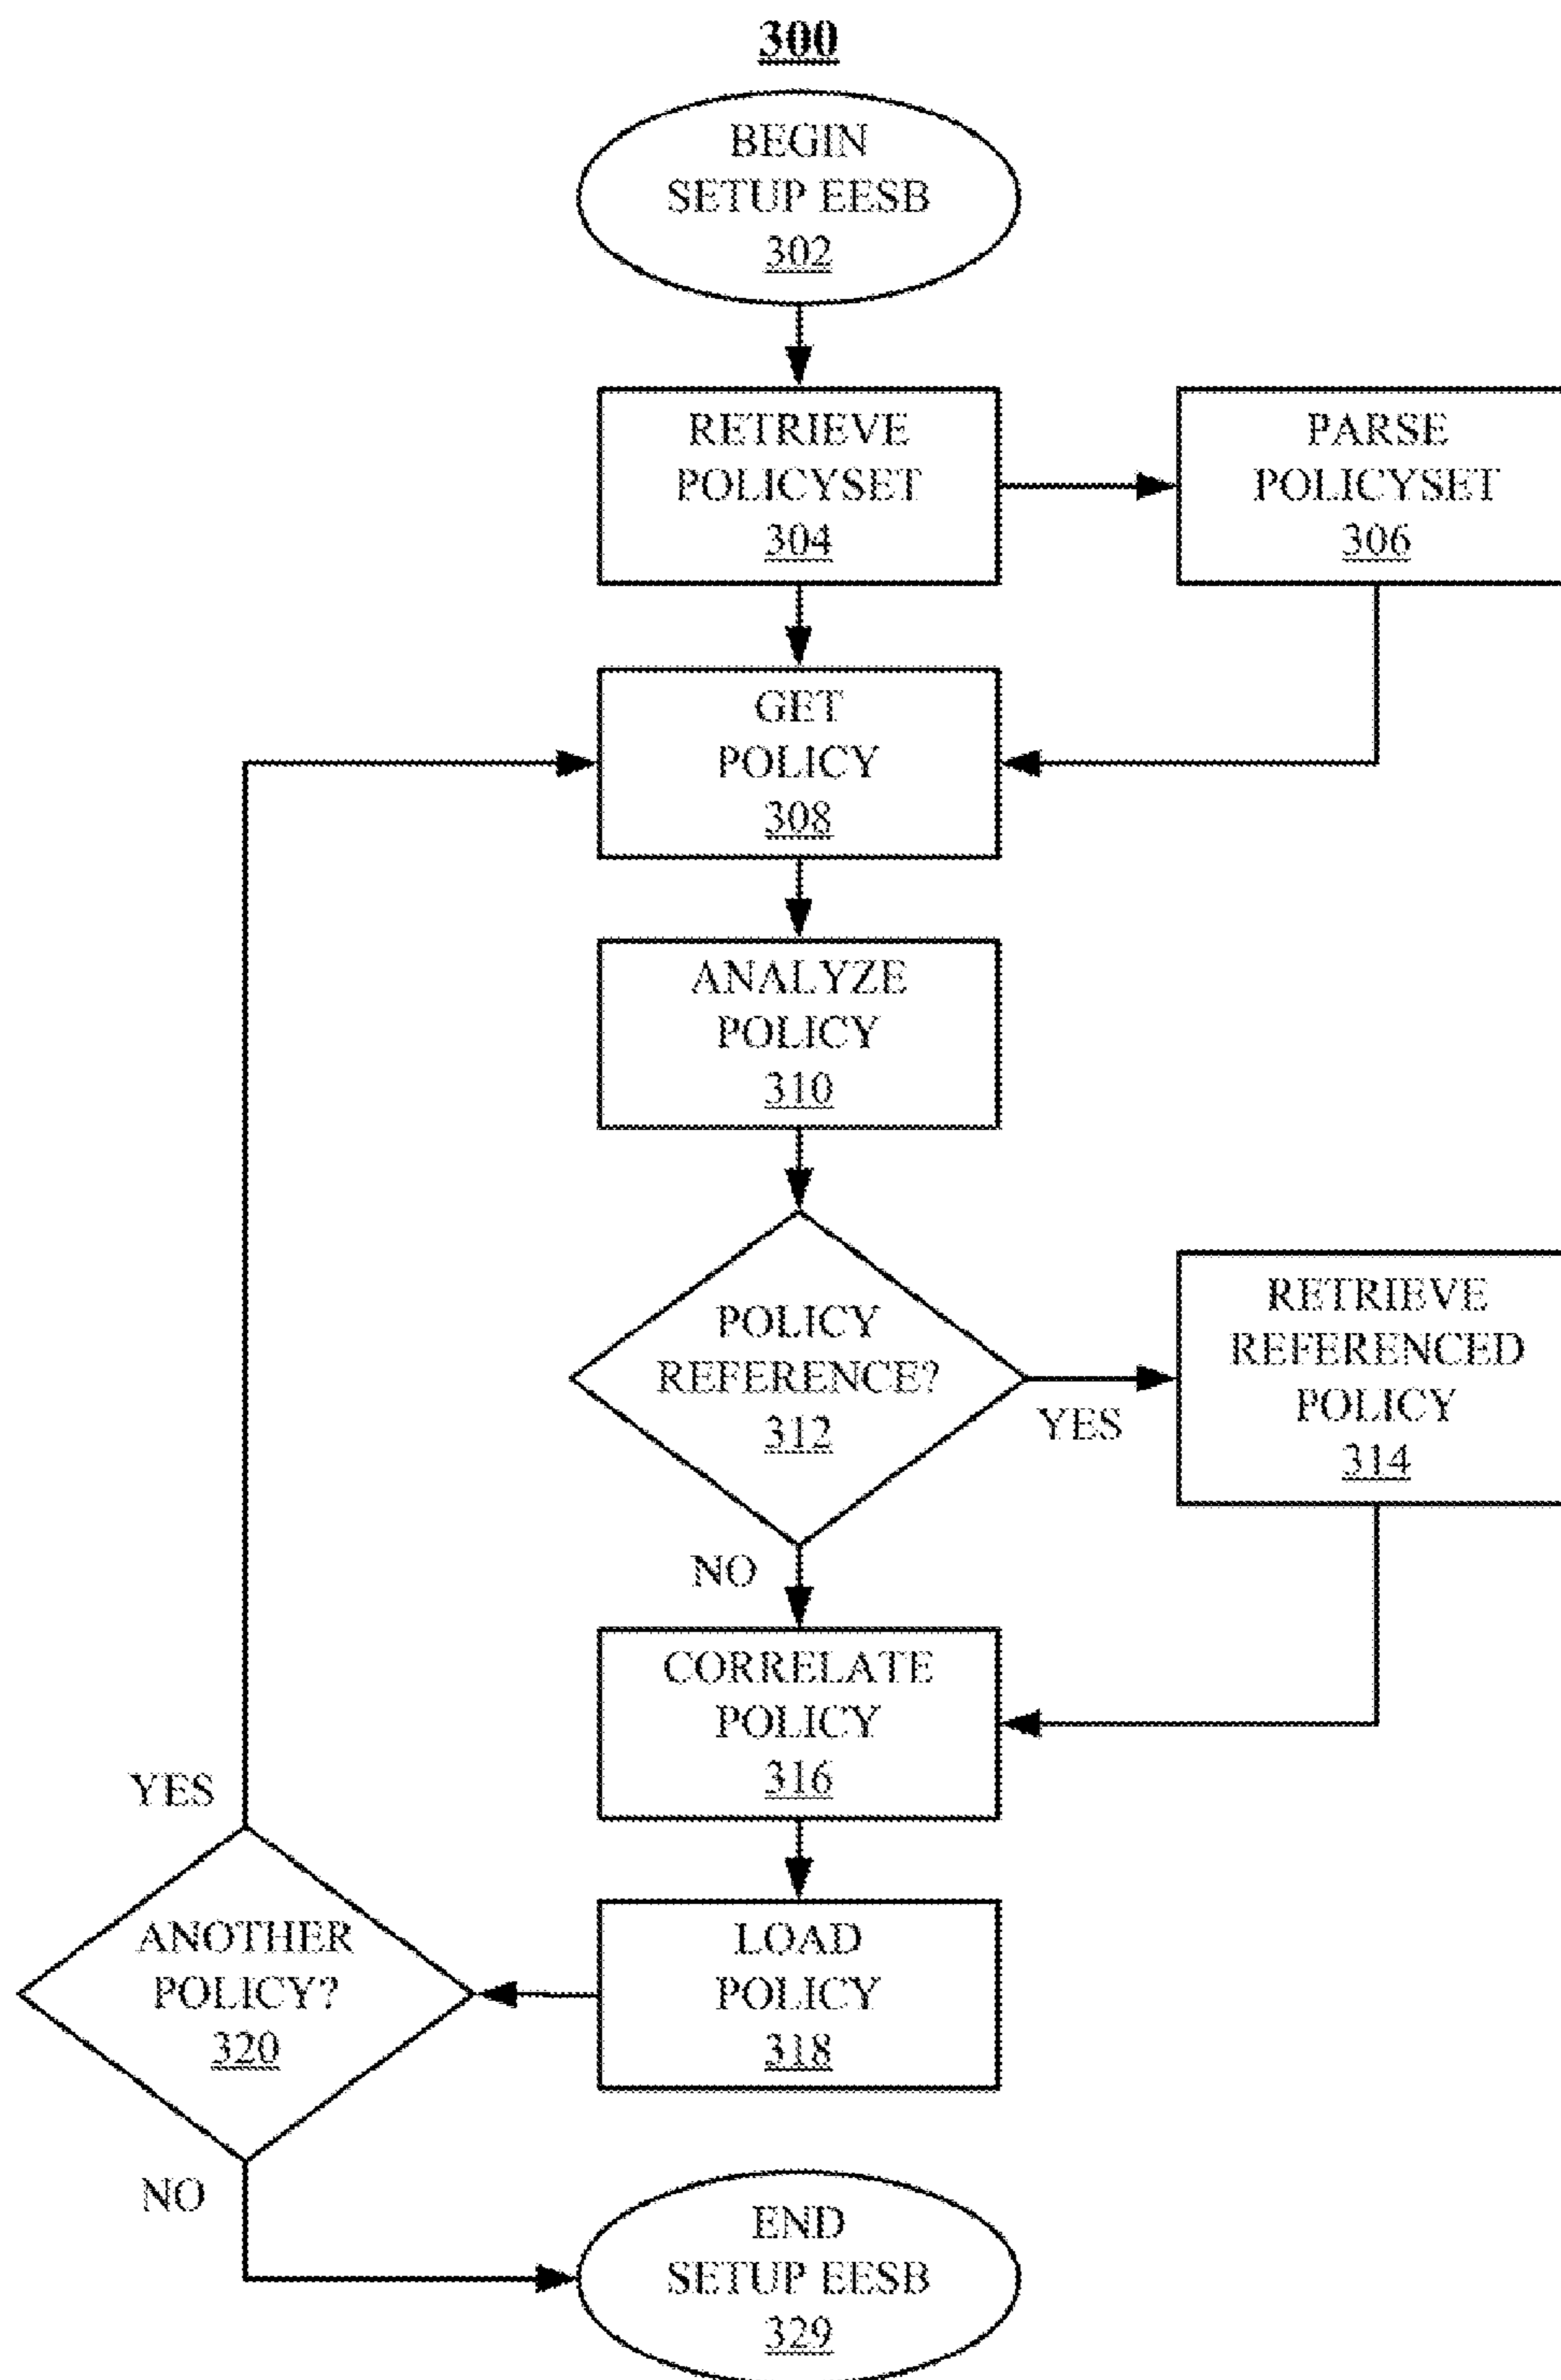 300
BEGIN
SETUP EESB
302
RETRIEVE
POLICYSET
304
PARSE
POLICYSET
306
GET
POLICY
308
ANALYZE
POLICY
310
POLICY
REFERENCE?
312
YES
RETRIEVE
REFERENCED
POLICY
314
NO
CORRELATE
POLICY
316
YES
ANOTHER
POLICY?
320
LOAD
POLICY
318
NO
END
SETUP EESB
329